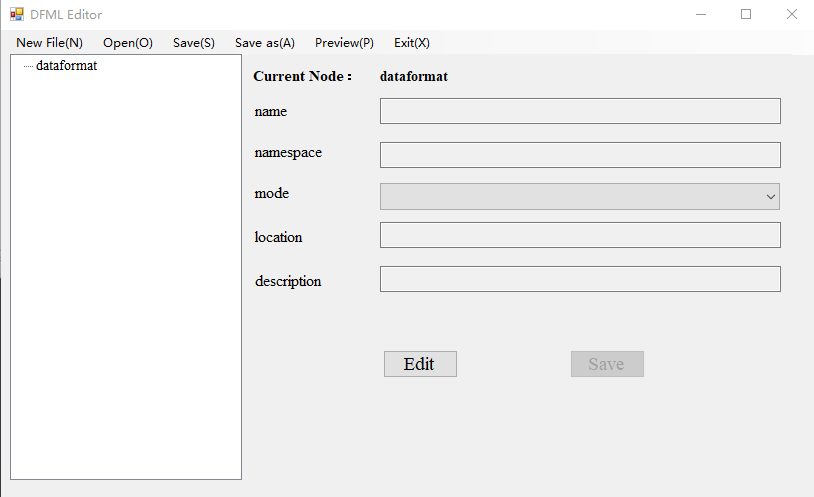 DFML Editor
New File(N) Open(O) Save(S) Save as(A) Preview(P) Exit(X)
dataformat
Current Node： dataformat
name
namespace
mode
location
description
Edit Save